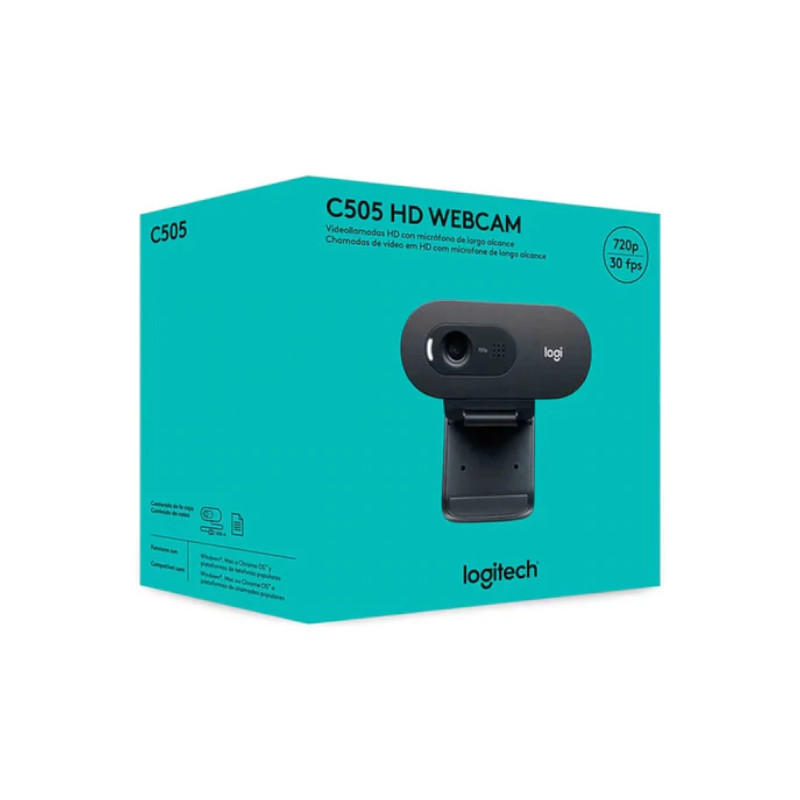 C505
C505 HD WEBCAM
Videollamadas HD con micrófono de largo alcance
Chamadas de vídeo em HD com microfone de longo alcance
720p
30 fps
logi
logitech
Contenido de la caja
Conteúdo da caixa
USB-A
Funciona con
Windows®, Mac o Chrome OS™ y
plataformas de telefonía populares
Compatível com
Windows®, Mac ou Chrome OS™ e
plataformas de chamadas populares